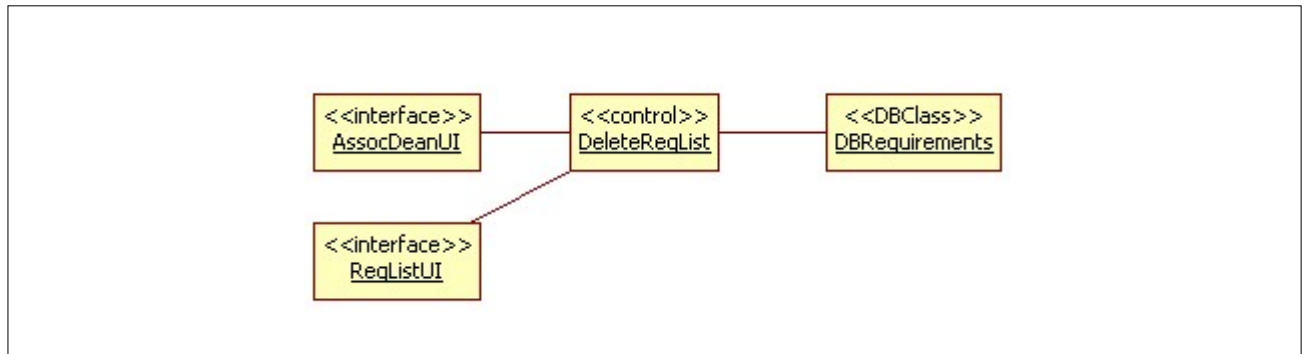 <<interface>>
AssocDeanUI
<<control>>
DeleteReqList
<<DBClass>>
DBRequirements
<<interface>>
ReqListUI